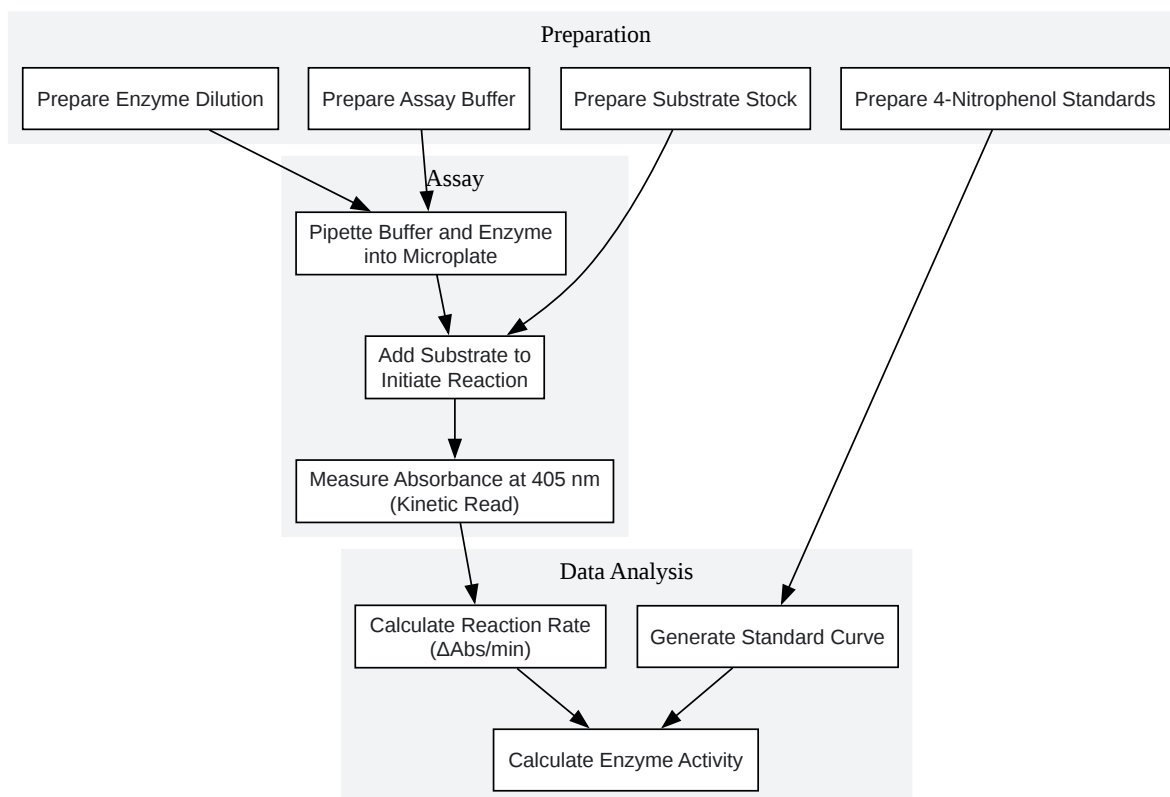 Preparation
Prepare Enzyme Dilution
Prepare Assay Buffer
Prepare Substrate Stock
Prepare 4-Nitrophenol Standards
Assay
Pipette Buffer and Enzyme
into Microplate
Add Substrate to
Initiate Reaction
Measure Absorbance at 405 nm
(Kinetic Read)
Data Analysis
Calculate Reaction Rate
(ΔAbs/min)
Generate Standard Curve
Calculate Enzyme Activity